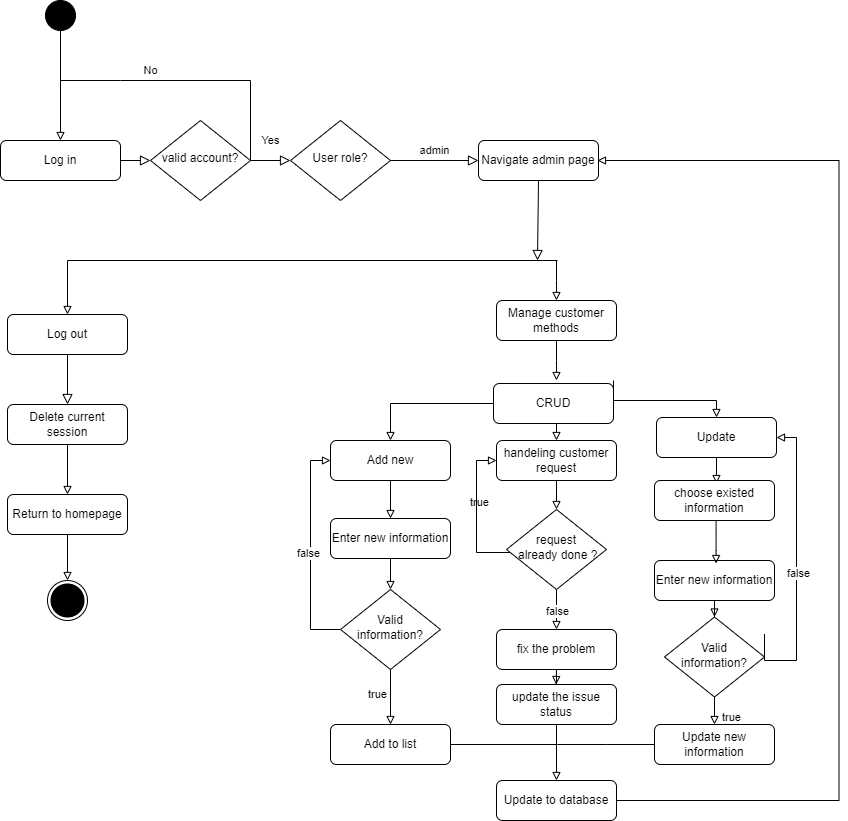 No
Log in
valid account?
Yes
User role?
admin
Navigate admin page
Log out
Delete current
session
Return to homepage
Manage customer
methods
CRUD
Add new
Enter new information
false
Valid
information?
true
Add to list
handeling customer
request
true
request
already done ?
false
fix the problem
update the issue
status
Update to database
Update
choose existed
information
Enter new information
false
Valid
information?
true
Update new
information